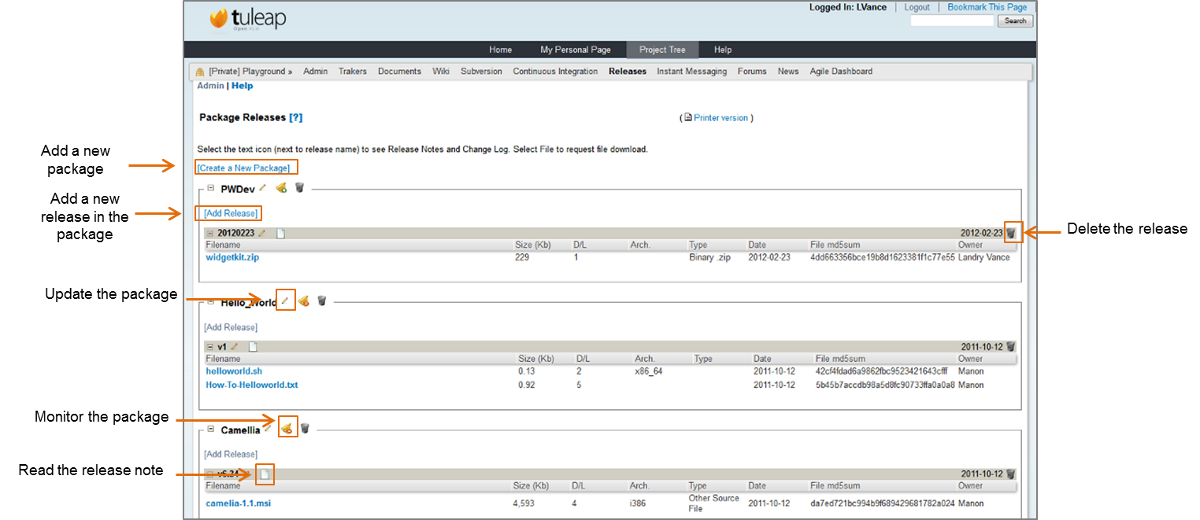 Logged In: LVance | Logout | Bookmark This Page
tuleap
Search
Home My Personal Page Project Tree Help
[Private] Playground » Admin Trakers Documents Wiki Subversion Continuous Integration Releases Instant Messaging Forums News Agile Dashboard
Admin | Help
Package Releases [?]
( Printer version )
Select the text icon (next to release name) to see Release Notes and Change Log. Select File to request file download.
Add a new
package
[Create a New Package]
PWDev
Add a new
release in the
package
[Add Release]
Delete the release
20120223 2012-02-23
Filename Size (Kb) D/L Arch. Type Date File md5sum Owner
widgetkit.zip 229 1 Binary .zip 2012-02-23 4dd663356bce19b8d1623381f1c77e55 Landry Vance
Update the package
Hello_World
[Add Release]
v1 2011-10-12
Filename Size (Kb) D/L Arch. Type Date File md5sum Owner
helloworld.sh 0.13 2 x86_64 2011-10-12 42cf4fdad6a9862fbc9523421643cfff Manon
How-To-Helloworld.txt 0.92 5 2011-10-12 5b45b7accdb98a5d8fc90733ffa0a0a8 Manon
Monitor the package
Camellia
[Add Release]
Read the release note
v6.24 2011-10-12
Filename Size (Kb) D/L Arch. Type Date File md5sum Owner
camelia-1.1.msi 4,593 4 i386 Other Source
File 2011-10-12 da7ed721bc994b9f689429681782a024 Manon